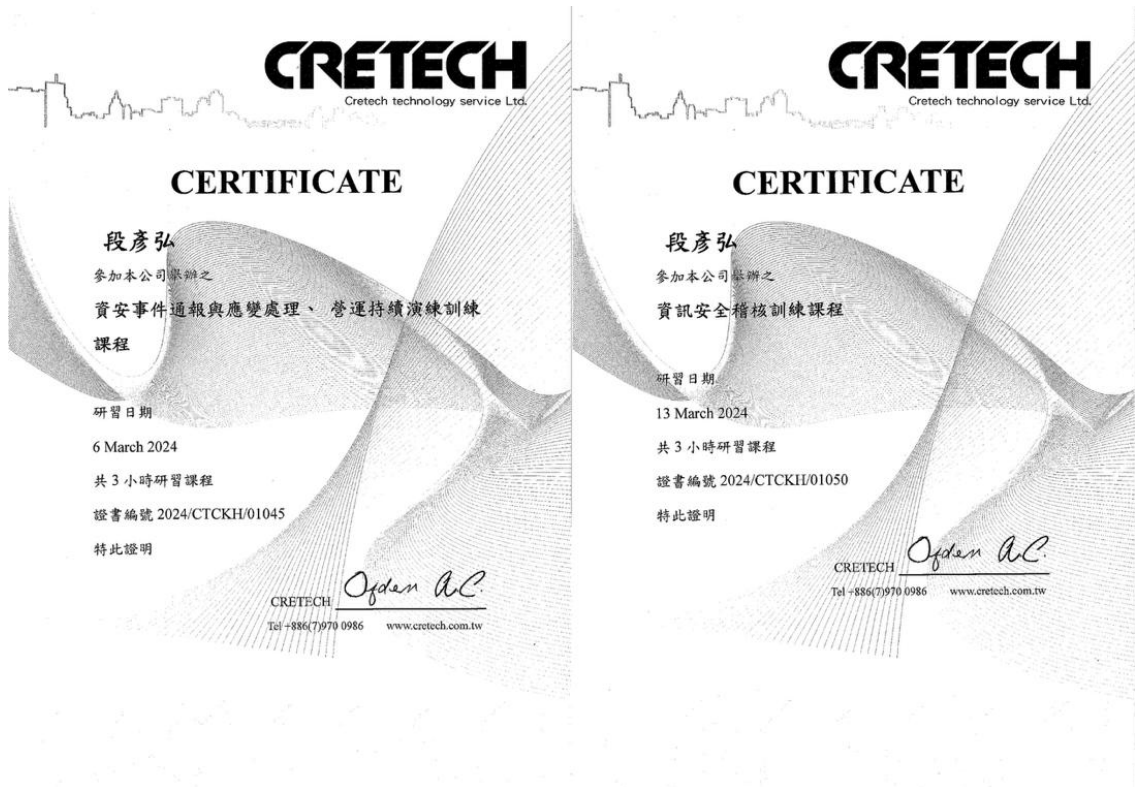 CRETECH
Cretech technology service Ltd.
CERTIFICATE
段彥弘
參加本公司舉辦之
資安事件通報與應變處理、 營運持續演練訓練
課程
研習日期
6 March 2024
共 3 小時研習課程
證書編號 2024/CTCKH/01045
特此證明
Ogden A.C.
CRETECH
Tel +886(7)970 0986 www.cretech.com.tw
CRETECH
Cretech technology service Ltd.
CERTIFICATE
段彥弘
參加本公司舉辦之
資訊安全稽核訓練課程
研習日期
13 March 2024
共 3 小時研習課程
證書編號 2024/CTCKH/01050
特此證明
Ogden A.C.
CRETECH
Tel +886(7)970 0986 www.cretech.com.tw